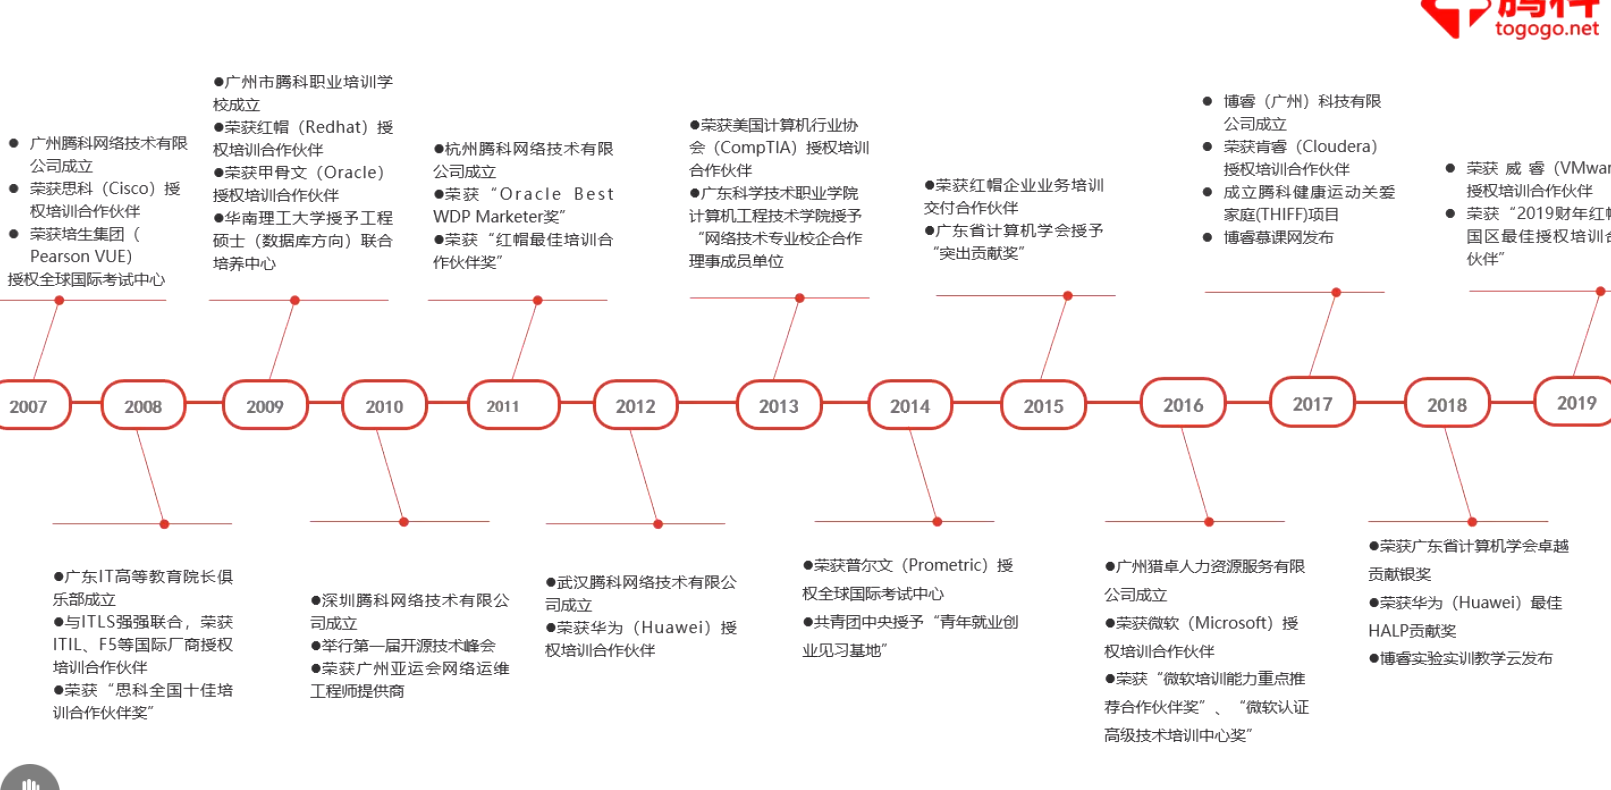 腾科
togogo.net
● 广州腾科网络技术有限
公司成立
● 荣获思科（Cisco）授
权培训合作伙伴
● 荣获培生集团（
Pearson VUE）
授权全球国际考试中心
●广州市腾科职业培训学
校成立
●荣获红帽（Redhat）授
权培训合作伙伴
●荣获甲骨文（Oracle）
授权培训合作伙伴
●华南理工大学授予工程
硕士（数据库方向）联合
培养中心
●杭州腾科网络技术有限
公司成立
●荣获“Oracle Best
WDP Marketer奖”
●荣获“红帽最佳培训合
作伙伴奖”
●荣获美国计算机行业协
会（CompTIA）授权培训
合作伙伴
●广东科学技术职业学院
计算机工程技术学院授予
“网络技术专业校企合作
理事成员单位
●荣获红帽企业业务培训
交付合作伙伴
●广东省计算机学会授予
“突出贡献奖”
● 博睿（广州）科技有限
公司成立
● 荣获肯睿（Cloudera）
授权培训合作伙伴
● 成立腾科健康运动关爱
家庭(THIFF)项目
● 博睿慕课网发布
● 荣获 威 睿（VMwar
授权培训合作伙伴
● 荣获“2019财年红帽
国区最佳授权培训合
伙伴”
2007
2008
2009
2010
2011
2012
2013
2014
2015
2016
2017
2018
2019
●广东IT高等教育院长俱
乐部成立
●与ITLS强强联合，荣获
ITIL、F5等国际厂商授权
培训合作伙伴
●荣获“思科全国十佳培
训合作伙伴奖”
●深圳腾科网络技术有限公
司成立
●举行第一届开源技术峰会
●荣获广州亚运会网络运维
工程师提供商
●武汉腾科网络技术有限公
司成立
●荣获华为（Huawei）授
权培训合作伙伴
●荣获普尔文（Prometric）授
权全球国际考试中心
●共青团中央授予“青年就业创
业见习基地”
●广州猎卓人力资源服务有限
公司成立
●荣获微软（Microsoft）授
权培训合作伙伴
●荣获“微软培训能力重点推
荐合作伙伴奖”、“微软认证
高级技术培训中心奖”
●荣获广东省计算机学会卓越
贡献银奖
●荣获华为（Huawei）最佳
HALP贡献奖
●博睿实验实训教学云发布